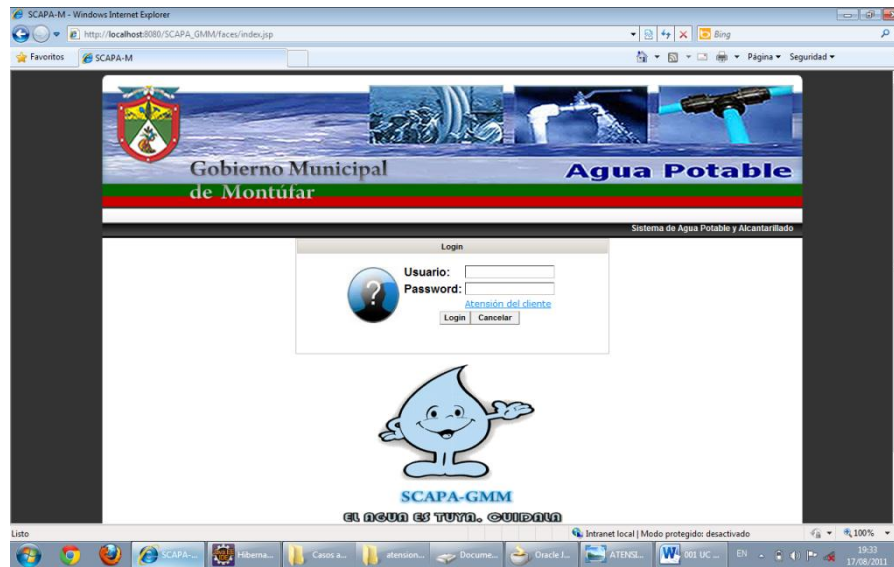 SCAPA-M - Windows Internet Explorer
http://localhost:8080/SCAPA_GMM/faces/index.jsp
Bing
Favoritos
SCAPA-M
Página
Seguridad
Gobierno Municipal
de Montúfar
Agua Potable
Sistema de Agua Potable y Alcantarillado
Login
Usuario:
Password:
Atensión del cliente
Login Cancelar
SCAPA-GMM
EL AGUA ES TUYA. CUIDALA
Listo
Intranet local | Modo protegido: desactivado
100%
SCAPA-...
Hiberna...
Casos a...
atension...
Docume...
Oracle J...
ATENSI...
001 UC ...
EN
19:33
17/08/2011